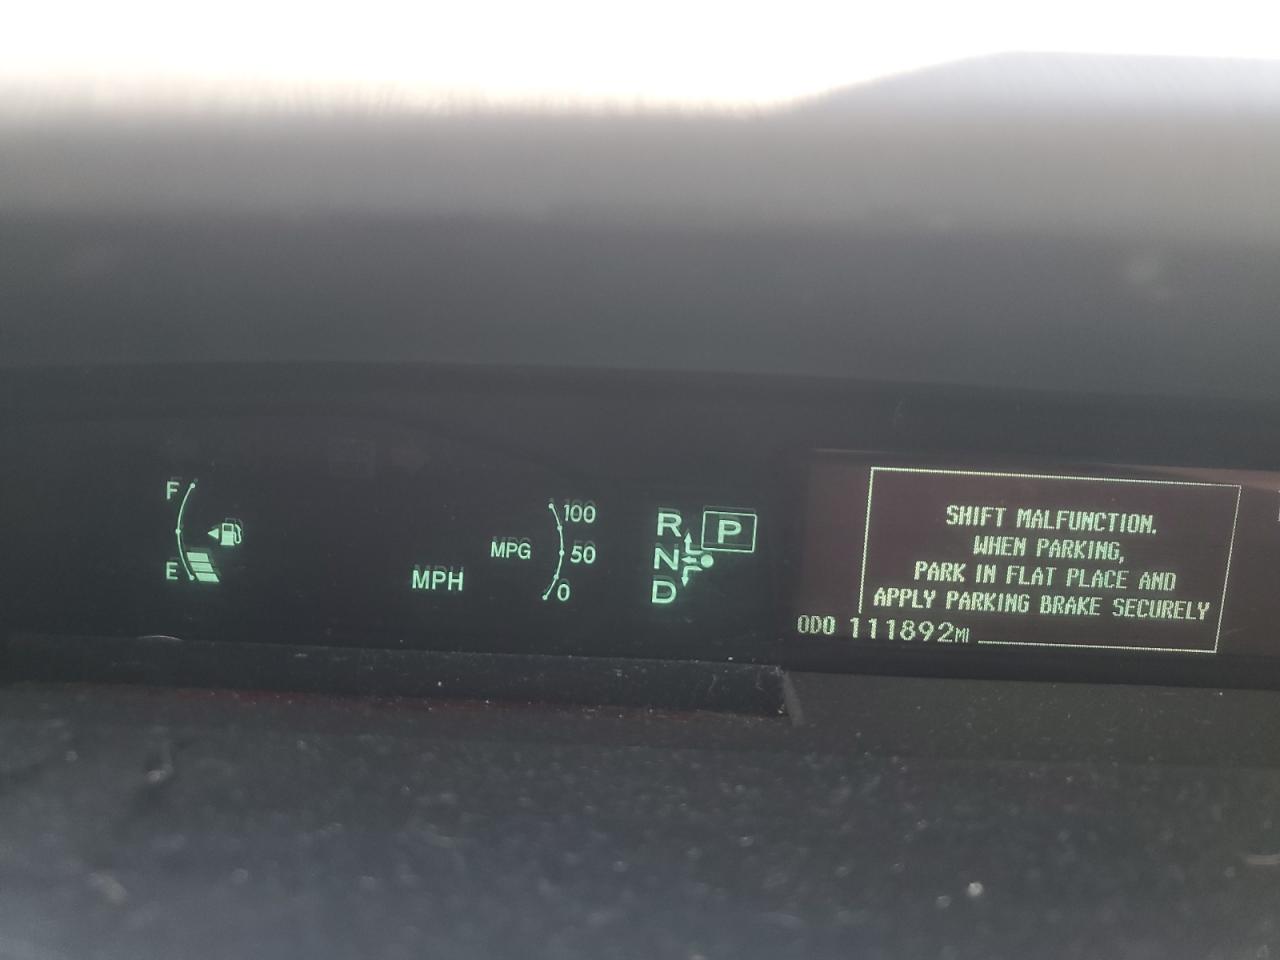 F
E
MPH
MPG
100
50
0
R
P
N
D
SHIFT MALFUNCTION.
WHEN PARKING,
PARK IN FLAT PLACE AND
APPLY PARKING BRAKE SECURELY
ODO 111892MI